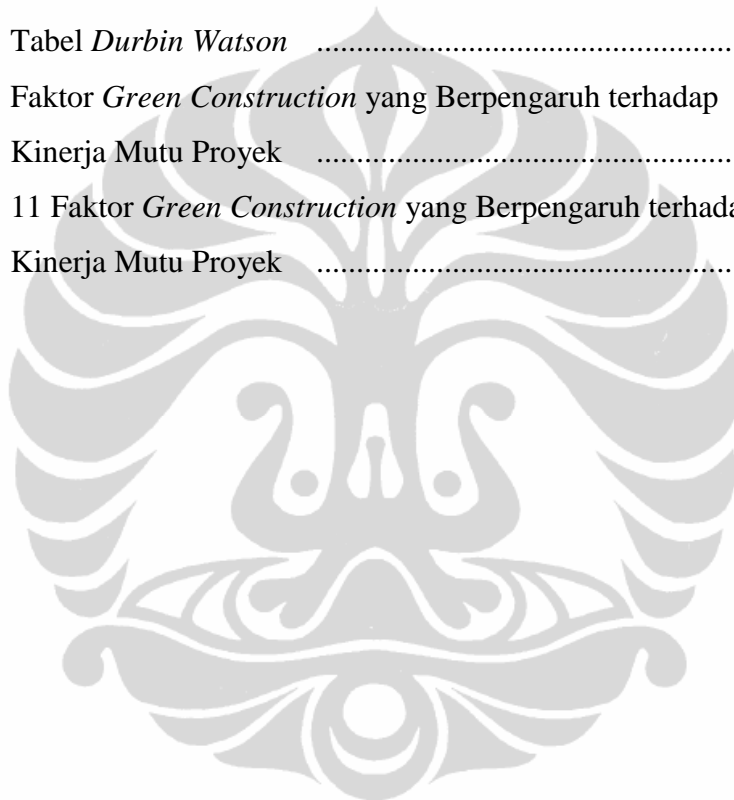 Tabel Durbin Watson ....................................................
Faktor Green Construction yang Berpengaruh terhadap
Kinerja Mutu Proyek ....................................................
11 Faktor Green Construction yang Berpengaruh terhada
Kinerja Mutu Proyek ....................................................